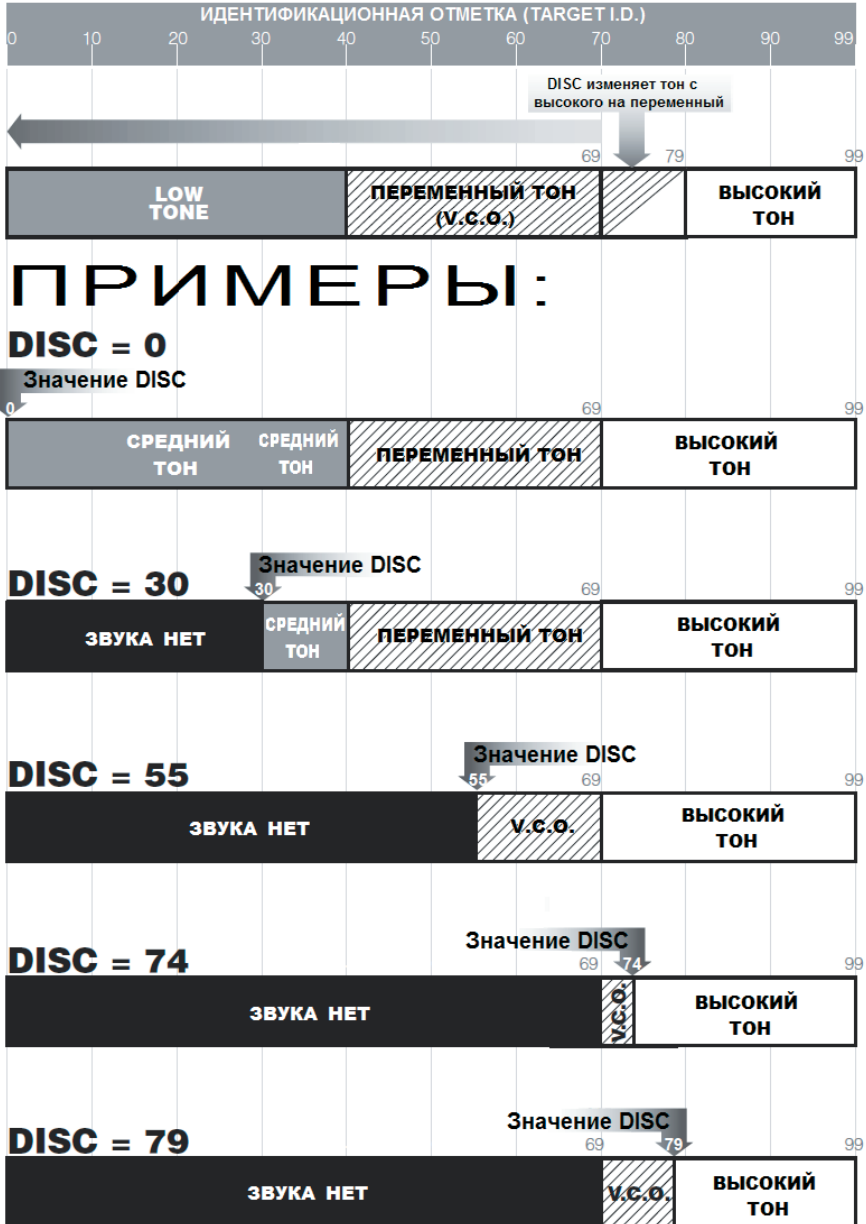 ИДЕНТИФИКАЦИОННАЯ ОТМЕТКА (TARGET I.D.)
0 10 20 30 40 50 60 70 80 90 99
DISC изменяет тон с
высокого на переменный
69 79 99
LOW
TONE
ПЕРЕМЕННЫЙ ТОН
(V.C.O.)
ВЫСОКИЙ
ТОН
ПРИМЕРЫ:
DISC = 0
Значение DISC
0 69 99
СРЕДНИЙ
ТОН
СРЕДНИЙ
ТОН
ПЕРЕМЕННЫЙ ТОН
ВЫСОКИЙ
ТОН
Значение DISC
DISC = 30
30 69 99
ЗВУКА НЕТ
СРЕДНИЙ
ТОН
ПЕРЕМЕННЫЙ ТОН
ВЫСОКИЙ
ТОН
Значение DISC
DISC = 55
55 69 99
ЗВУКА НЕТ
V.C.O.
ВЫСОКИЙ
ТОН
Значение DISC
DISC = 74
69 74 99
ЗВУКА НЕТ
V.C.O.
ВЫСОКИЙ
ТОН
Значение DISC
DISC = 79
69 79 99
ЗВУКА НЕТ
V.C.O.
ВЫСОКИЙ
ТОН